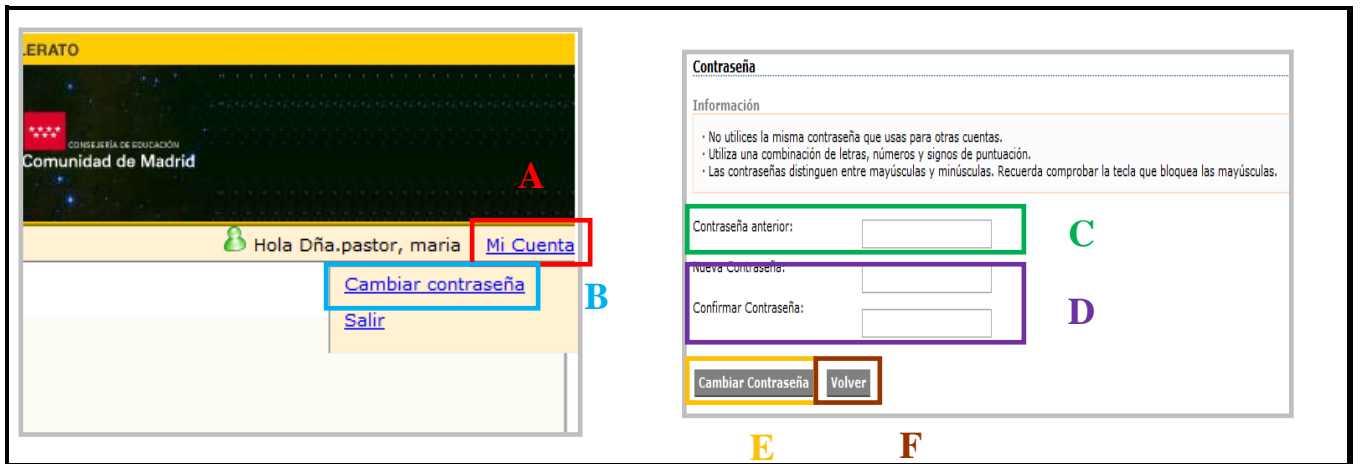 .ERATO
CONSEJERÍA DE EDUCACIÓN
Comunidad de Madrid
A
Hola Dña.pastor, maria Mi Cuenta
Cambiar contraseña
B
Salir
Contraseña
Información
· No utilices la misma contraseña que usas para otras cuentas.
· Utiliza una combinación de letras, números y signos de puntuación.
· Las contraseñas distinguen entre mayúsculas y minúsculas. Recuerda comprobar la tecla que bloquea las mayúsculas.
Contraseña anterior:
C
Nueva Contraseña:
Confirmar Contraseña:
D
Cambiar Contraseña Volver
E F